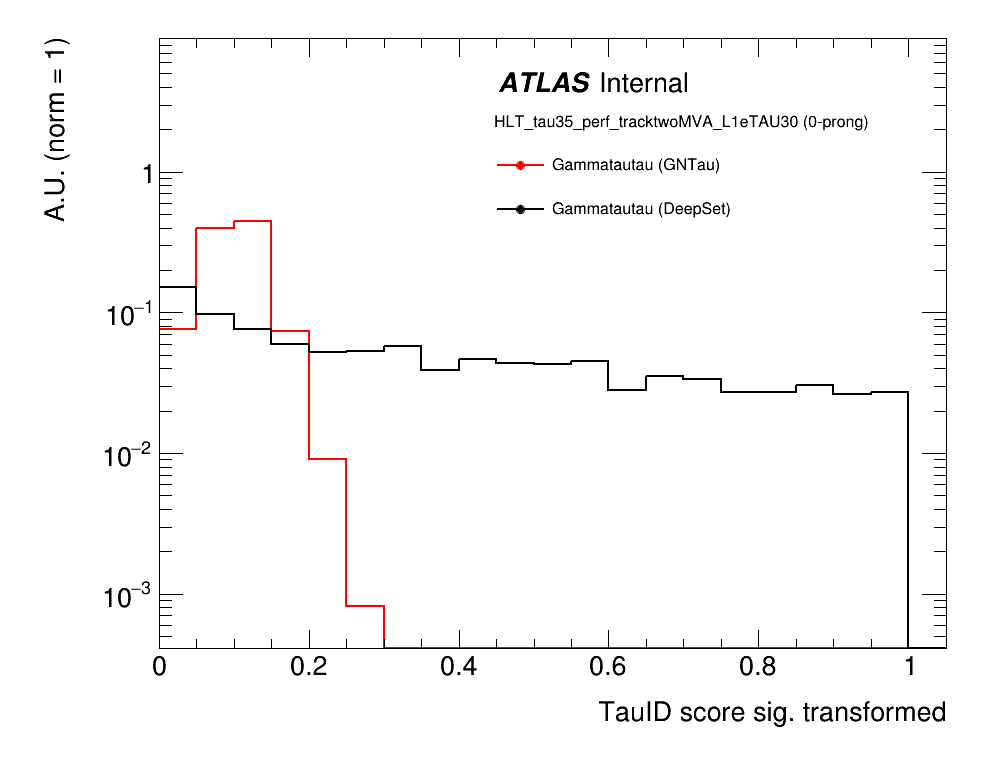 A.U. (norm = 1)
ATLAS Internal
HLT_tau35_perf_tracktwoMVA_L1eTAU30 (0-prong)
Gammatautau (GNTau)
Gammatautau (DeepSet)
1
10⁻¹
10⁻²
10⁻³
0 0.2 0.4 0.6 0.8 1
TauID score sig. transformed